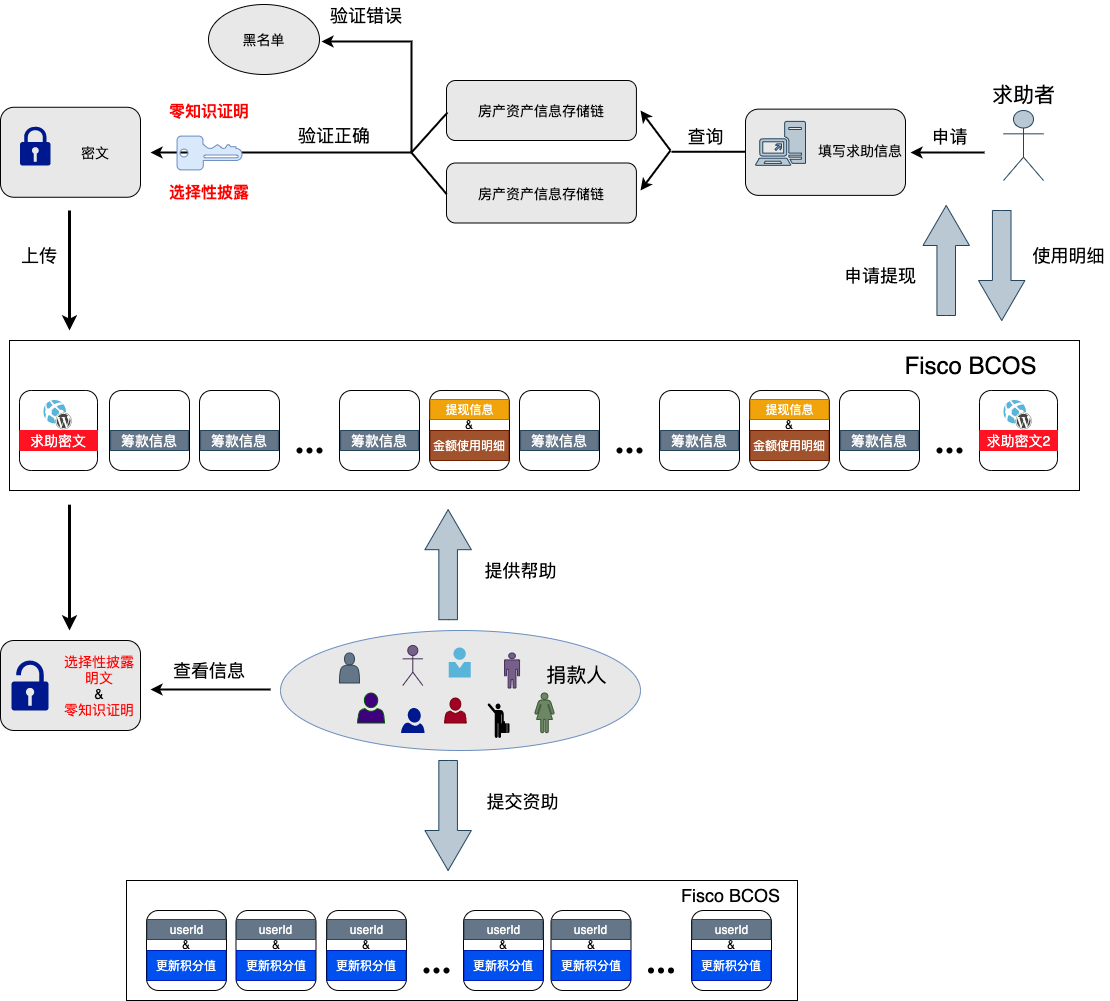 验证错误
黑名单
求助者
零知识证明
房产资产信息存储链
验证正确
查询
申请
密文
填写求助信息
选择性披露
房产资产信息存储链
上传
申请提现
使用明细
Fisco BCOS
求助密文
筹款信息
筹款信息
...
筹款信息
提现信息
&
金额使用明细
筹款信息
...
筹款信息
提现信息
&
金额使用明细
筹款信息
...
求助密文2
提供帮助
选择性披露
明文
&
零知识证明
查看信息
捐款人
提交资助
Fisco BCOS
userId
&
更新积分值
userId
&
更新积分值
userId
&
更新积分值
...
userId
&
更新积分值
userId
&
更新积分值
...
userId
&
更新积分值